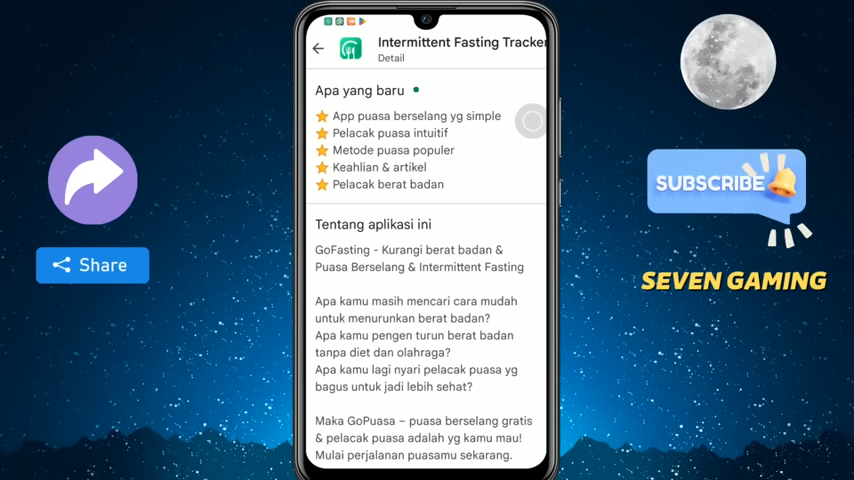 Intermittent Fasting Tracker
Detail
Apa yang baru
App puasa berselang yg simple
Pelacak puasa intuitif
Metode puasa populer
Keahlian & artikel
Pelacak berat badan
Tentang aplikasi ini
GoFasting - Kurangi berat badan &
Puasa Berselang & Intermittent Fasting
Apa kamu masih mencari cara mudah
untuk menurunkan berat badan?
Apa kamu pengen turun berat badan
tanpa diet dan olahraga?
Apa kamu lagi nyari pelacak puasa yg
bagus untuk jadi lebih sehat?
Maka GoPuasa – puasa berselang gratis
& pelacak puasa adalah yg kamu mau!
Mulai perjalanan puasamu sekarang.
Share
SUBSCRIBE
SEVEN GAMING